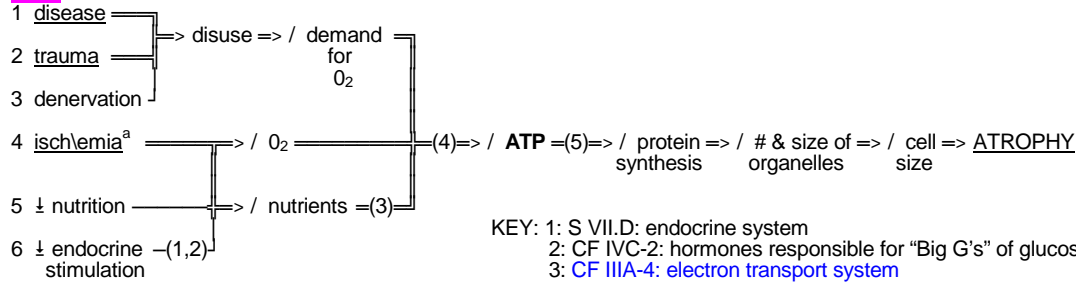 1 disease
=> disuse => / demand
2 trauma
for
O2
3 denervation
4 isch\emiaᵃ => / O2 (4)=> / ATP =(5)=> / protein => / # & size of => / cell => ATROPHY
synthesis organelles size
5 ↓ nutrition => / nutrients =(3)
KEY: 1: S VII.D: endocrine system
6 ↓ endocrine –(1,2)
2: CF IVC-2: hormones responsible for “Big G's” of glucos
stimulation
3: CF IIIA-4: electron transport system